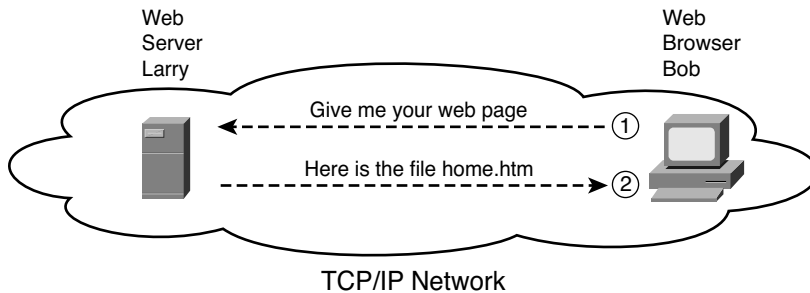 Web
Server
Larry
Web
Browser
Bob
Give me your web page
1
Here is the file home.htm
2
TCP/IP Network